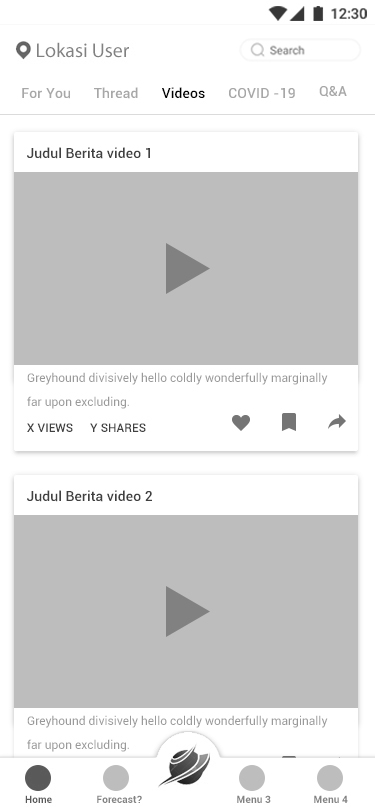 12:30
Lokasi User
Search
For You Thread Videos COVID -19 Q&A
Judul Berita video 1
Greyhound divisively hello coldly wonderfully marginally
far upon excluding.
X VIEWS Y SHARES
Judul Berita video 2
Greyhound divisively hello coldly wonderfully marginally
far upon excluding.
Home Forecast? Menu 3 Menu 4